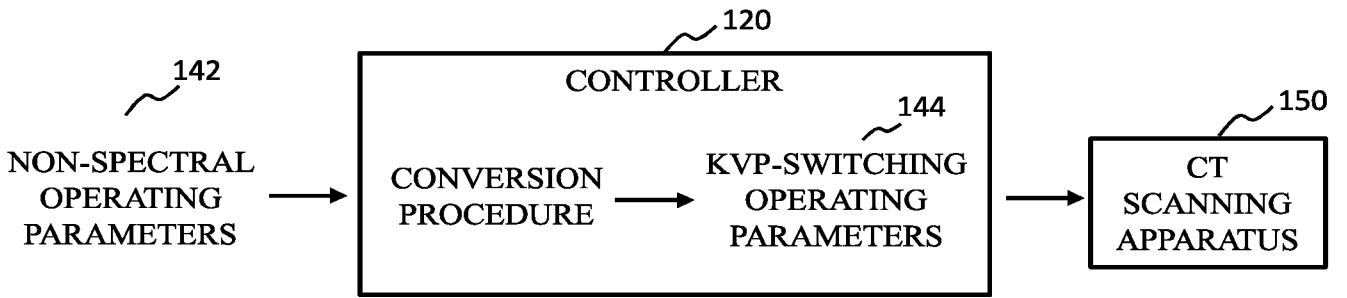 142
NON-SPECTRAL
OPERATING
PARAMETERS
120
CONTROLLER
CONVERSION
PROCEDURE
144
KVP-SWITCHING
OPERATING
PARAMETERS
150
CT
SCANNING
APPARATUS